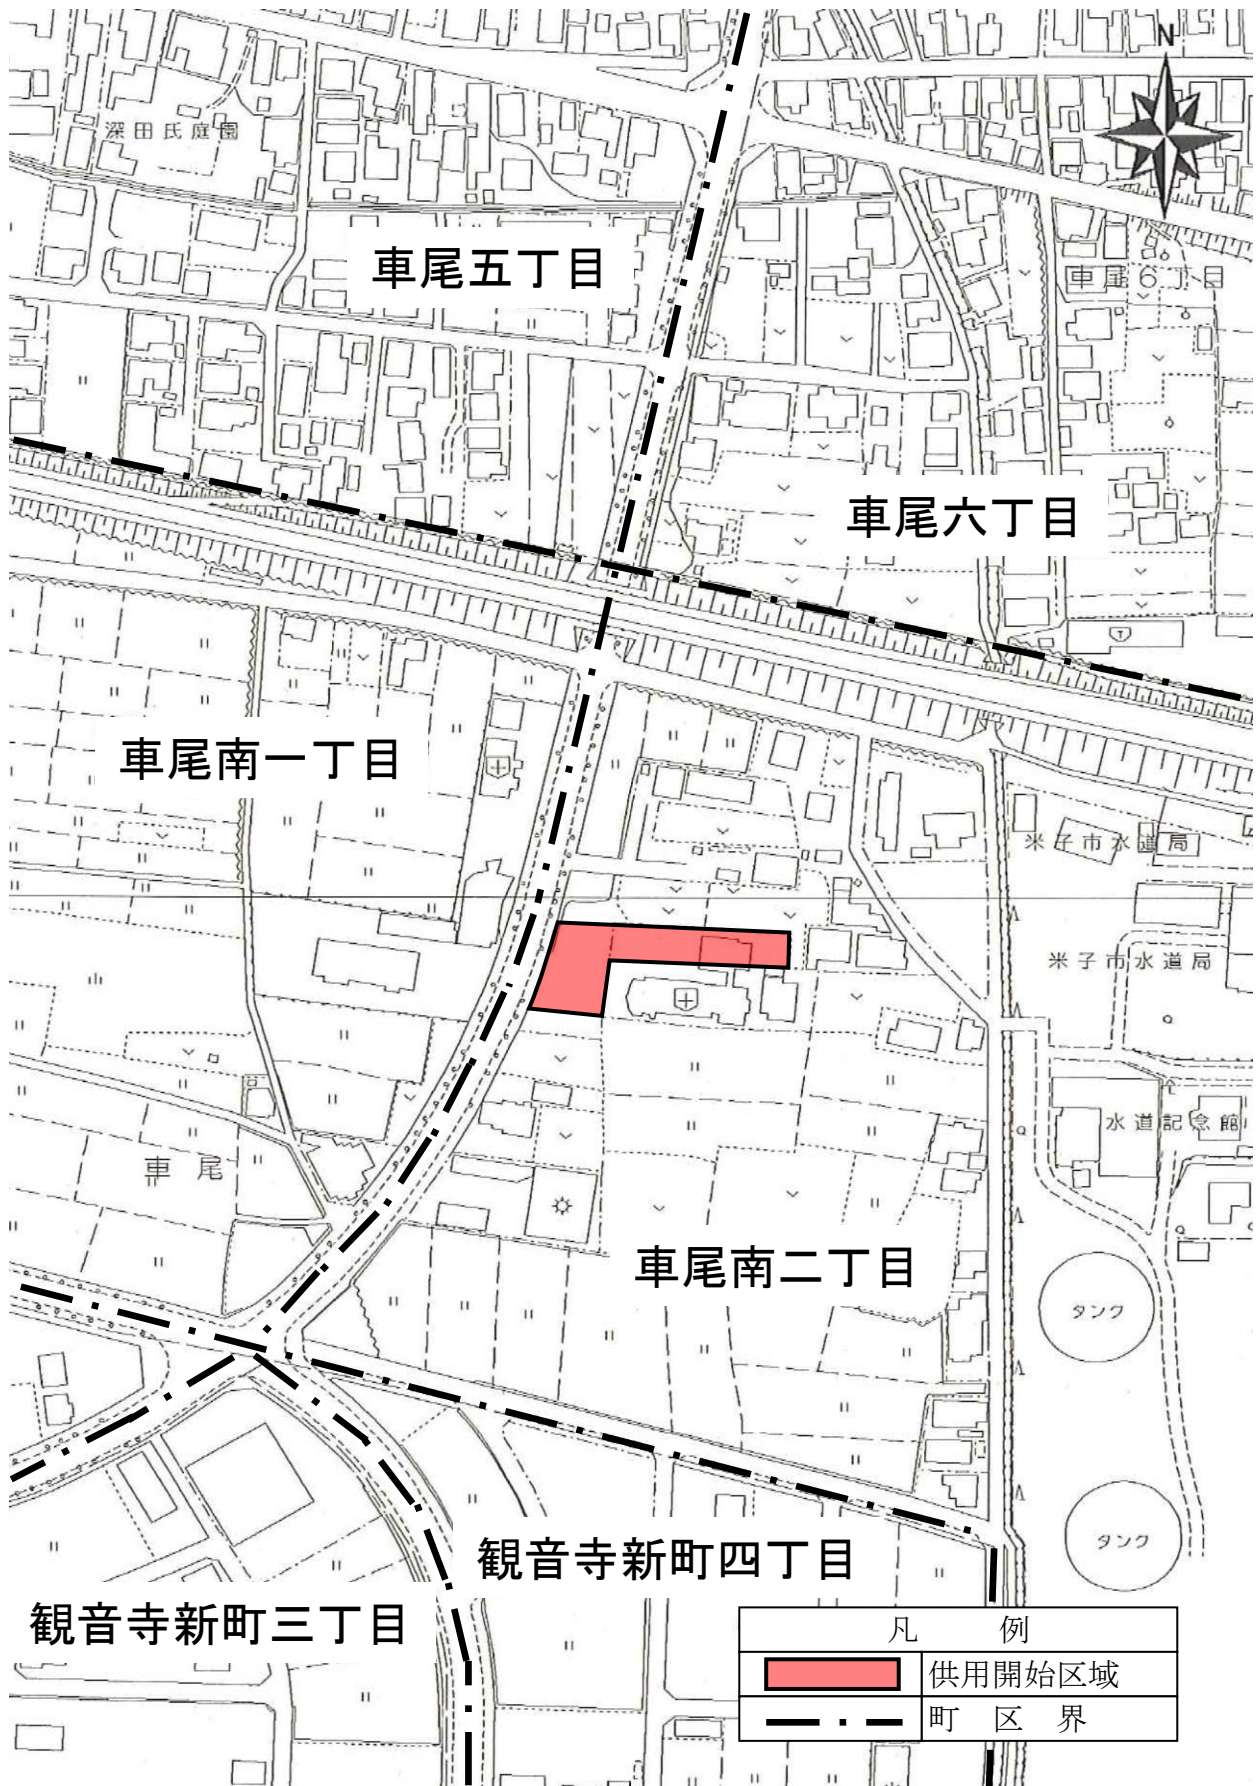 N
深田氏庭園
車尾五丁目
車尾6丁目
車尾六丁目
車尾南一丁目
米子市水道局
米子市水道局
水道記念館
車尾
車尾南二丁目
タンク
タンク
観音寺新町四丁目
観音寺新町三丁目
凡 例
供用開始区域
町 区 界